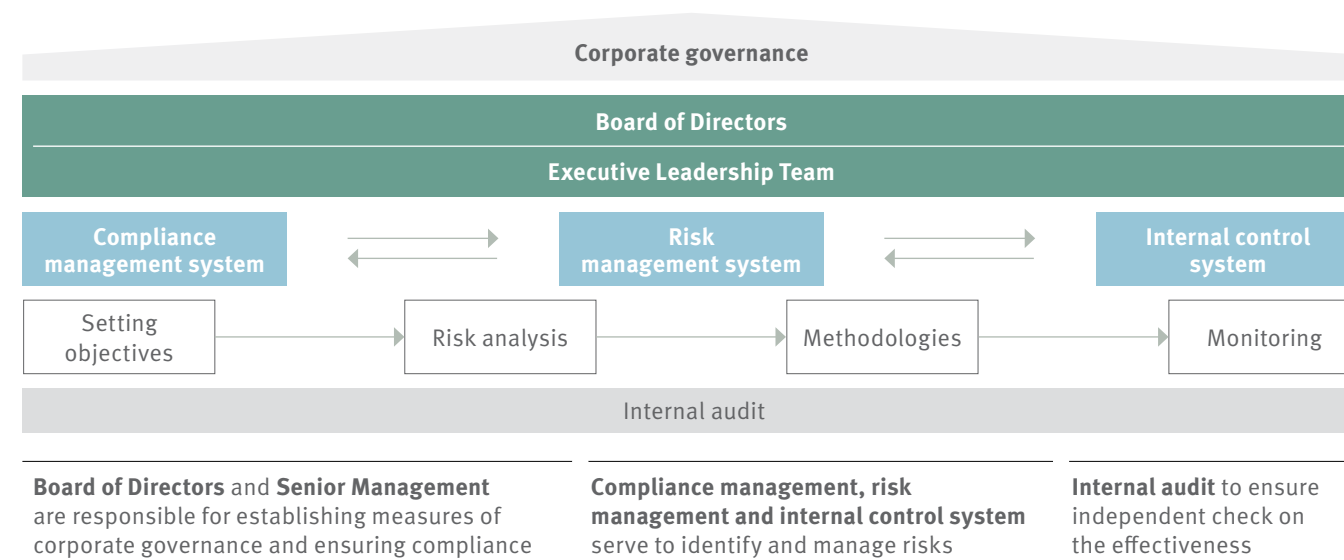 Corporate governance
Board of Directors
Executive Leadership Team
Compliance
management system
Risk
management system
Internal control
system
Setting
objectives
Risk analysis
Methodologies
Monitoring
Internal audit
Board of Directors and Senior Management
are responsible for establishing measures of
corporate governance and ensuring compliance
Compliance management, risk
management and internal control system
serve to identify and manage risks
Internal audit to ensure
independent check on
the effectiveness